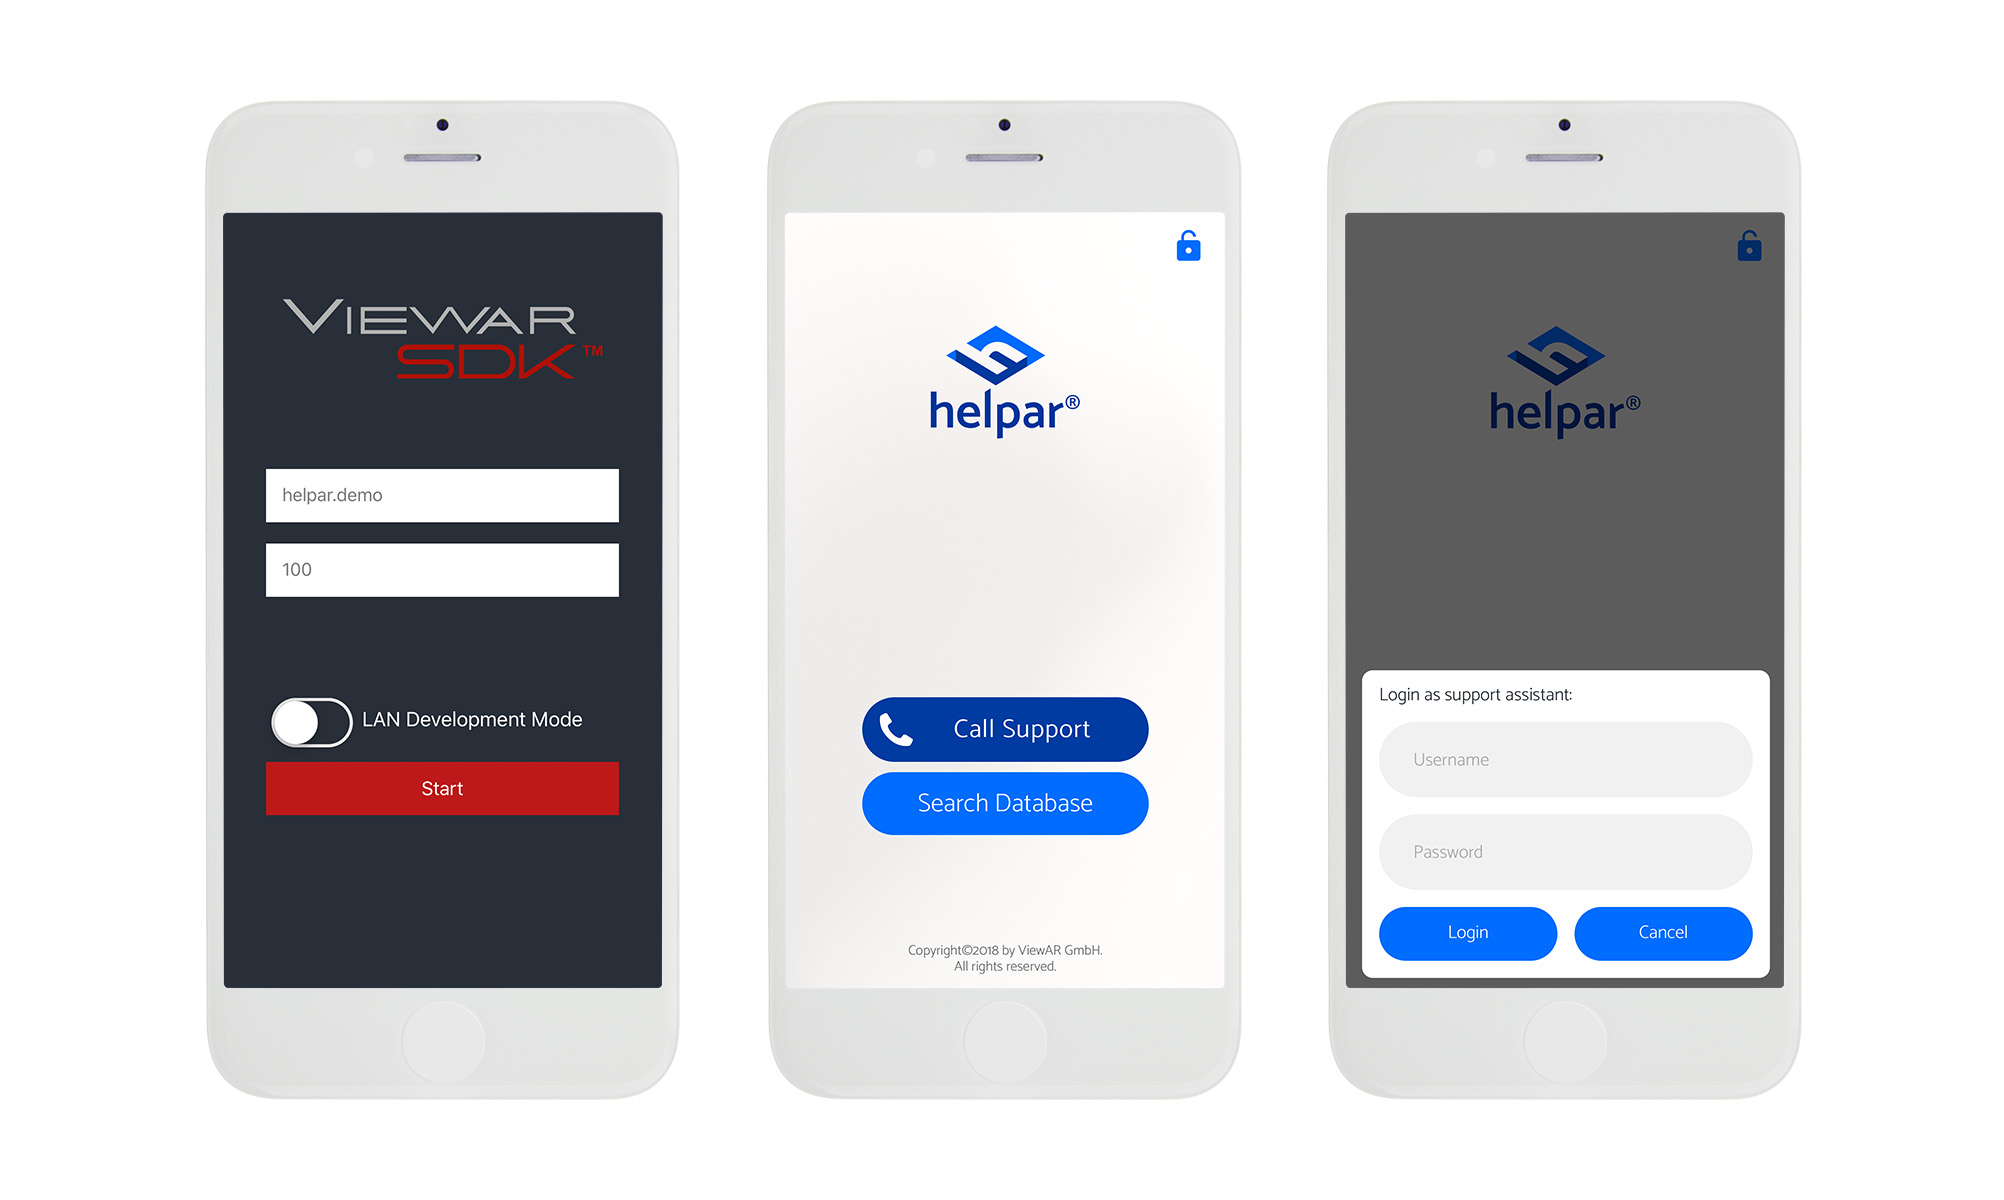 VIEWAR
SDK™
helpar.demo
100
LAN Development Mode
Start
helpar®
Call Support
Search Database
Copyright©2018 by ViewAR GmbH.
All rights reserved.
helpar®
Login as support assistant:
Username
Password
Login
Cancel